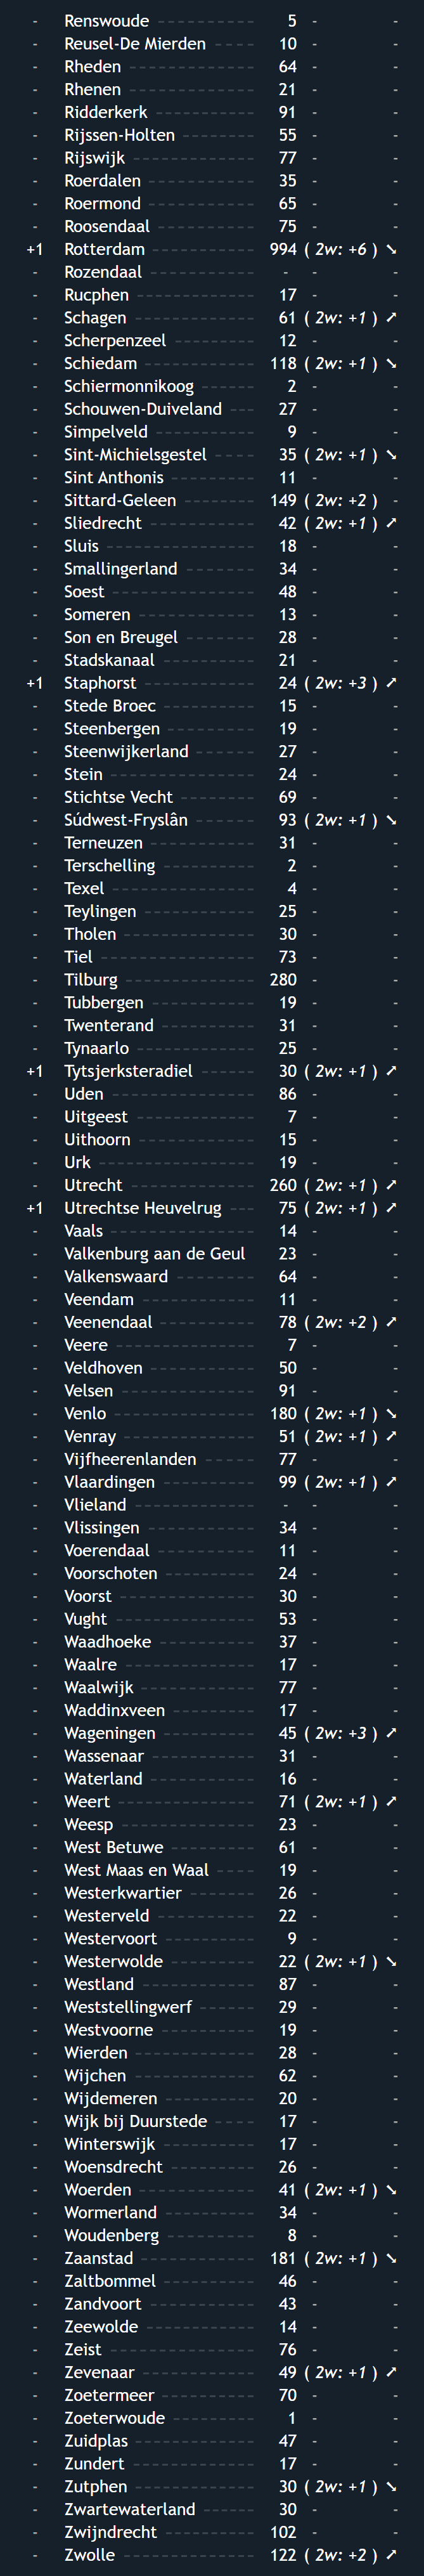 - Renswoude ---------- 5 - -
- Reusel-De Mierden ---- 10 - -
- Rheden ------------ 64 - -
- Rhenen ------------ 21 - -
- Ridderkerk ---------- 91 - -
- Rijssen-Holten -------- 55 - -
- Rijswijk ------------ 77 - -
- Roerdalen ----------- 35 - -
- Roermond ---------- 65 - -
- Roosendaal ---------- 75 - -
+1 Rotterdam ---------- 994 ( 2w: +6 ) ➘
- Rozendaal ---------- - - -
- Rucphen ----------- 17 - -
- Schagen ------------ 61 ( 2w: +1 ) ➚
- Scherpenzeel -------- 12 - -
- Schiedam ----------- 118 ( 2w: +1 ) ➘
- Schiermonnikoog ----- 2 - -
- Schouwen-Duiveland --- 27 - -
- Simpelveld ---------- 9 - -
- Sint-Michielsgestel ---- 35 ( 2w: +1 ) ➘
- Sint Anthonis -------- 11 - -
- Sittard-Geleen ------- 149 ( 2w: +2 ) -
- Sliedrecht ---------- 42 ( 2w: +1 ) ➚
- Sluis -------------- 18 - -
- Smallingerland ------- 34 - -
- Soest -------------- 48 - -
- Someren ----------- 13 - -
- Son en Breugel ------- 28 - -
- Stadskanaal --------- 21 - -
+1 Staphorst ----------- 24 ( 2w: +3 ) ➚
- Stede Broec --------- 15 - -
- Steenbergen --------- 19 - -
- Steenwijkerland ------ 27 - -
- Stein -------------- 24 - -
- Stichtse Vecht ------- 69 - -
- Súdwest-Fryslân ------ 93 ( 2w: +1 ) ➘
- Terneuzen ---------- 31 - -
- Terschelling --------- 2 - -
- Texel -------------- 4 - -
- Teylingen ----------- 25 - -
- Tholen ------------- 30 - -
- Tiel --------------- 73 - -
- Tilburg ------------ 280 - -
- Tubbergen ---------- 19 - -
- Twenterand --------- 31 - -
- Tynaarlo ----------- 25 - -
+1 Tytsjerksteradiel ------ 30 ( 2w: +1 ) ➚
- Uden -------------- 86 - -
- Uitgeest ----------- 7 - -
- Uithoorn ----------- 15 - -
- Urk --------------- 19 - -
- Utrecht ------------ 260 ( 2w: +1 ) ➚
+1 Utrechtse Heuvelrug --- 75 ( 2w: +1 ) ➚
- Vaals -------------- 14 - -
- Valkenburg aan de Geul 23 - -
- Valkenswaard -------- 64 - -
- Veendam ----------- 11 - -
- Veenendaal --------- 78 ( 2w: +2 ) ➚
- Veere ------------- 7 - -
- Veldhoven ---------- 50 - -
- Velsen ------------- 91 - -
- Venlo ------------- 180 ( 2w: +1 ) ➘
- Venray ------------ 51 ( 2w: +1 ) ➚
- Vijfheerenlanden ----- 77 - -
- Vlaardingen --------- 99 ( 2w: +1 ) ➚
- Vlieland ------------ - - -
- Vlissingen ---------- 34 - -
- Voerendaal ---------- 11 - -
- Voorschoten --------- 24 - -
- Voorst ------------- 30 - -
- Vught ------------- 53 - -
- Waadhoeke --------- 37 - -
- Waalre ------------ 17 - -
- Waalwijk ----------- 77 - -
- Waddinxveen -------- 17 - -
- Wageningen --------- 45 ( 2w: +3 ) ➚
- Wassenaar ---------- 31 - -
- Waterland ---------- 16 - -
- Weert ------------- 71 ( 2w: +1 ) ➚
- Weesp ------------ 23 - -
- West Betuwe -------- 61 - -
- West Maas en Waal ---- 19 - -
- Westerkwartier ------ 26 - -
- Westerveld ---------- 22 - -
- Westervoort --------- 9 - -
- Westerwolde -------- 22 ( 2w: +1 ) ➘
- Westland ----------- 87 - -
- Weststellingwerf ------ 29 - -
- Westvoorne --------- 19 - -
- Wierden ----------- 28 - -
- Wijchen ----------- 62 - -
- Wijdemeren --------- 20 - -
- Wijk bij Duurstede ---- 17 - -
- Winterswijk --------- 17 - -
- Woensdrecht -------- 26 - -
- Woerden ----------- 41 ( 2w: +1 ) ➘
- Wormerland --------- 34 - -
- Woudenberg --------- 8 - -
- Zaanstad ----------- 181 ( 2w: +1 ) ➘
- Zaltbommel --------- 46 - -
- Zandvoort ---------- 43 - -
- Zeewolde ---------- 14 - -
- Zeist -------------- 76 - -
- Zevenaar ----------- 49 ( 2w: +1 ) ➚
- Zoetermeer --------- 70 - -
- Zoeterwoude -------- 1 - -
- Zuidplas ----------- 47 - -
- Zundert ------------ 17 - -
- Zutphen ----------- 30 ( 2w: +1 ) ➘
- Zwartewaterland ------ 30 - -
- Zwijndrecht --------- 102 - -
- Zwolle ------------- 122 ( 2w: +2 ) ➚